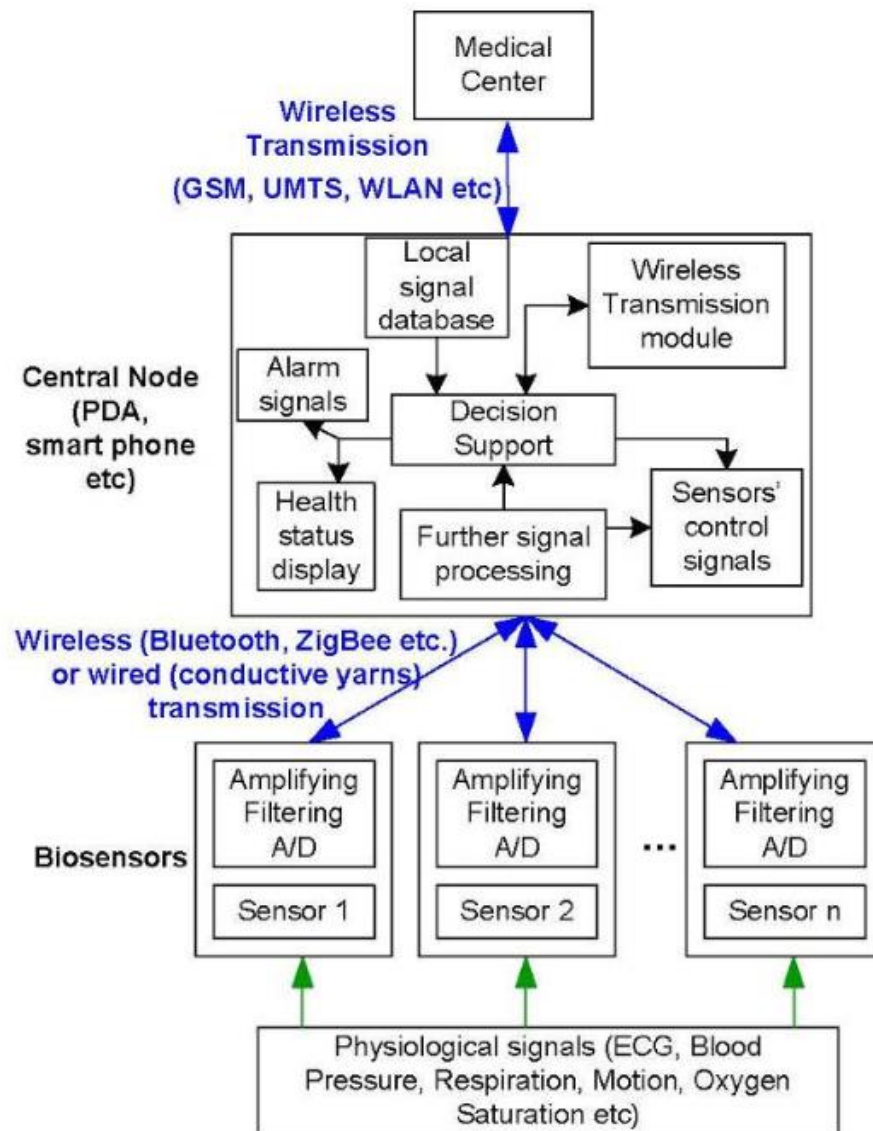 Medical
Center
Wireless
Transmission
(GSM, UMTS, WLAN etc)
Local
signal
database
Wireless
Transmission
module
Central Node
(PDA,
smart phone
etc)
Alarm
signals
Decision
Support
Health
status
display
Further signal
processing
Sensors'
control
signals
Wireless (Bluetooth, ZigBee etc.)
or wired (conductive yarns)
transmission
Biosensors
Amplifying
Filtering
A/D
Sensor 1
Amplifying
Filtering
A/D
Sensor 2
...
Amplifying
Filtering
A/D
Sensor n
Physiological signals (ECG, Blood
Pressure, Respiration, Motion, Oxygen
Saturation etc)